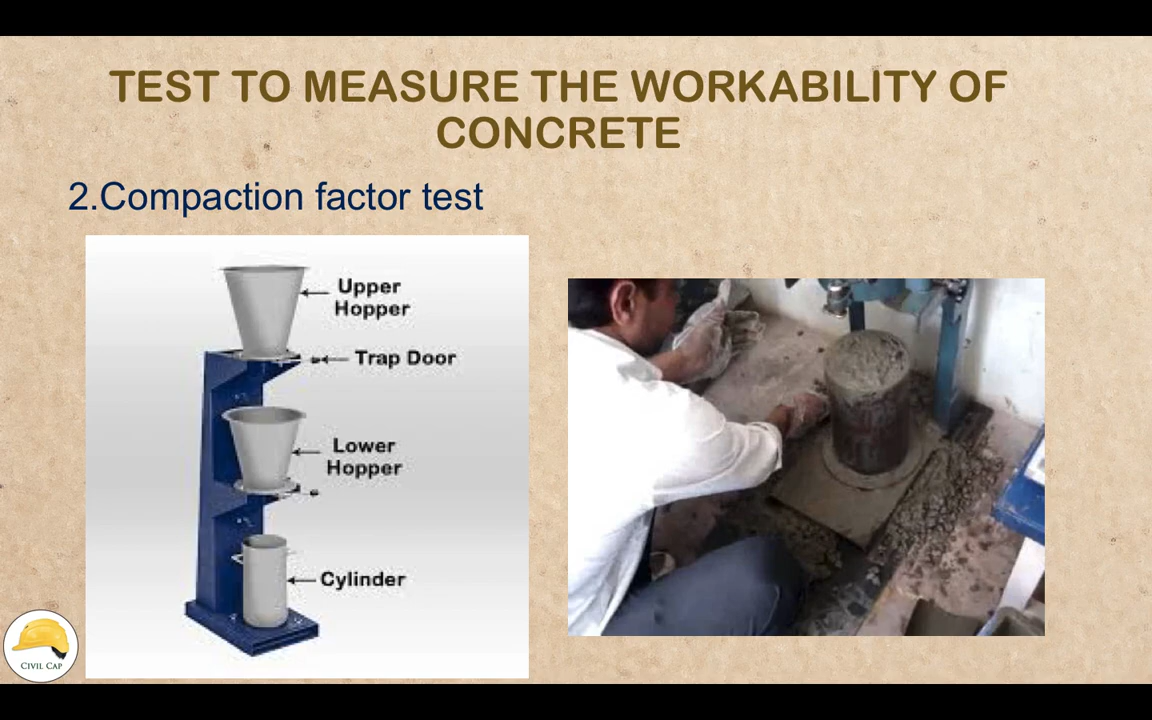 TEST TO MEASURE THE WORKABILITY OF
CONCRETE
2.Compaction factor test
Upper
Hopper
Trap Door
Lower
Hopper
Cylinder
CIVIL CAP